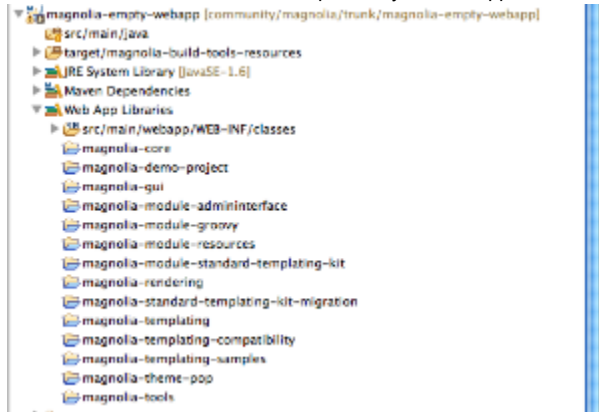 magnolia-empty-webapp [community/magnolia/trunk/magnolia-empty-webapp]
src/main/java
target/magnolia-build-tools-resources
JRE System Library [JavaSE-1.6]
Maven Dependencies
Web App Libraries
src/main/webapp/WEB-INF/classes
magnolia-core
magnolia-demo-project
magnolia-gui
magnolia-module-admininterface
magnolia-module-groovy
magnolia-module-resources
magnolia-module-standard-templating-kit
magnolia-rendering
magnolia-standard-templating-kit-migration
magnolia-templating
magnolia-templating-compatibility
magnolia-templating-samples
magnolia-theme-pop
magnolia-tools